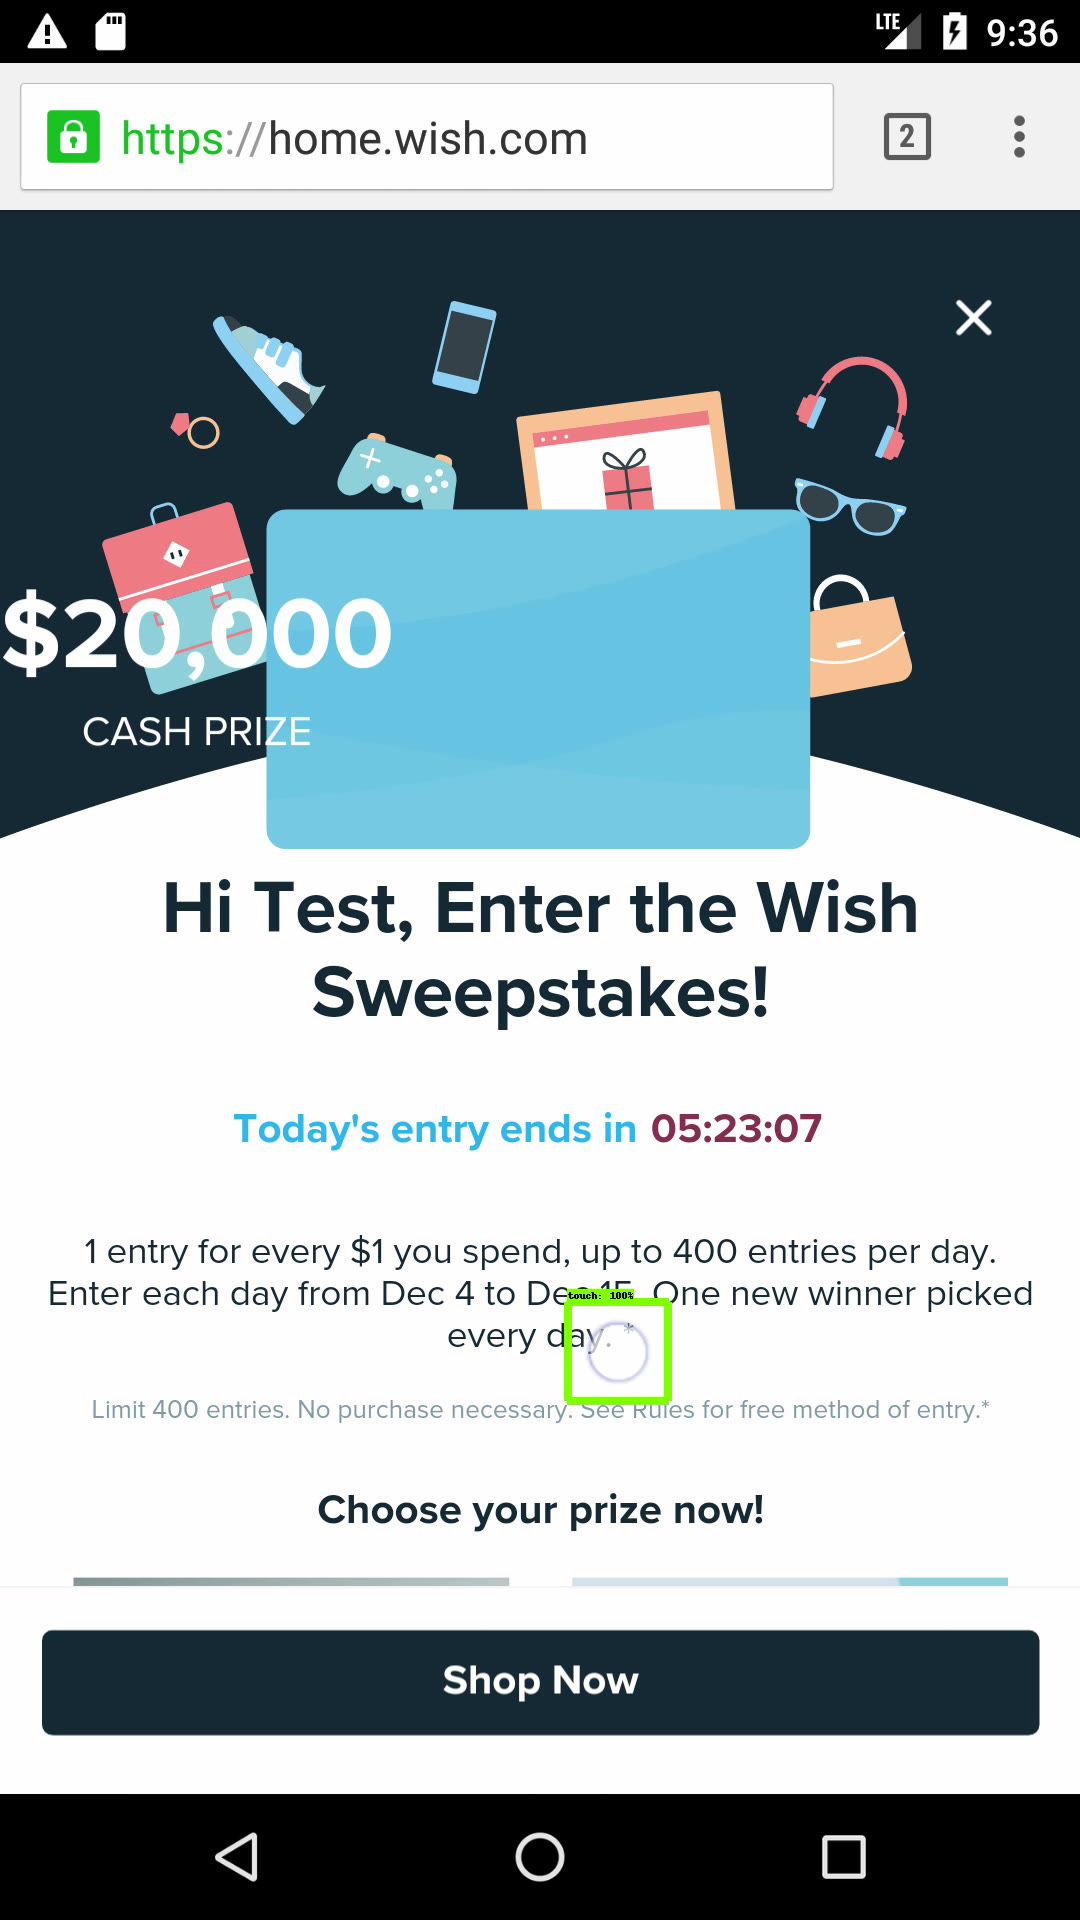 LTE 9:36
https://home.wish.com
2
$20,000
CASH PRIZE
Hi Test, Enter the Wish
Sweepstakes!
Today's entry ends in 05:23:07
1 entry for every $1 you spend, up to 400 entries per day.
Enter each day from Dec 4 to Dec 15. One new winner picked
touch: 100%
every day. *
Limit 400 entries. No purchase necessary. See Rules for free method of entry.*
Choose your prize now!
Shop Now